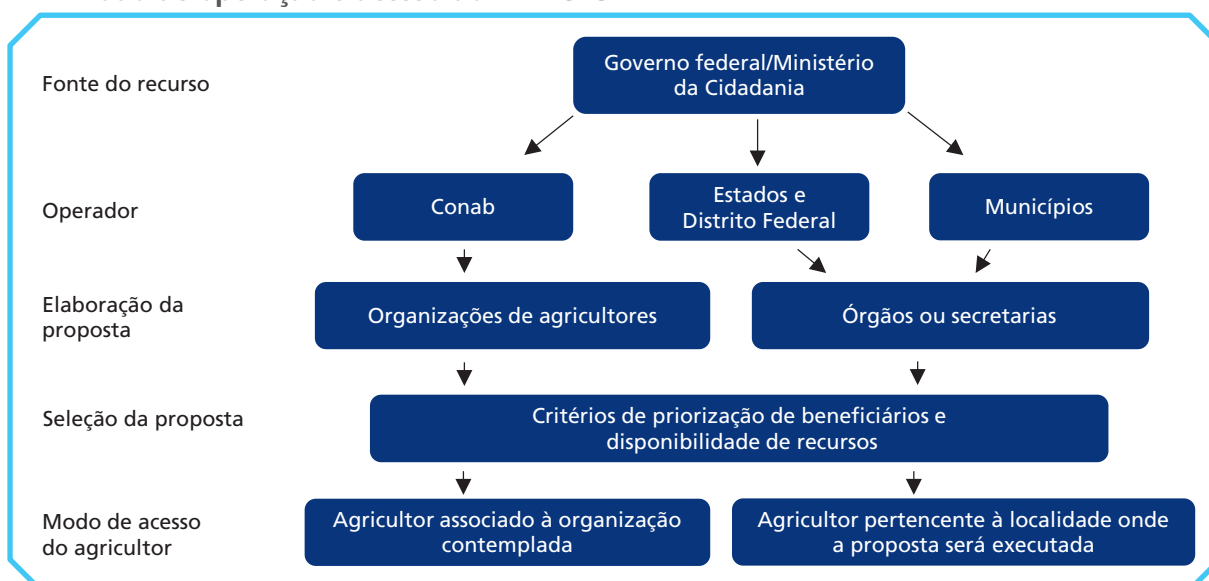 Fonte do recurso
Governo federal/Ministério
da Cidadania
Operador
Conab
Estados e
Distrito Federal
Municípios
Elaboração da
proposta
Organizações de agricultores
Órgãos ou secretarias
Seleção da proposta
Critérios de priorização de beneficiários e
disponibilidade de recursos
Modo de acesso
do agricultor
Agricultor associado à organização
contemplada
Agricultor pertencente à localidade onde
a proposta será executada